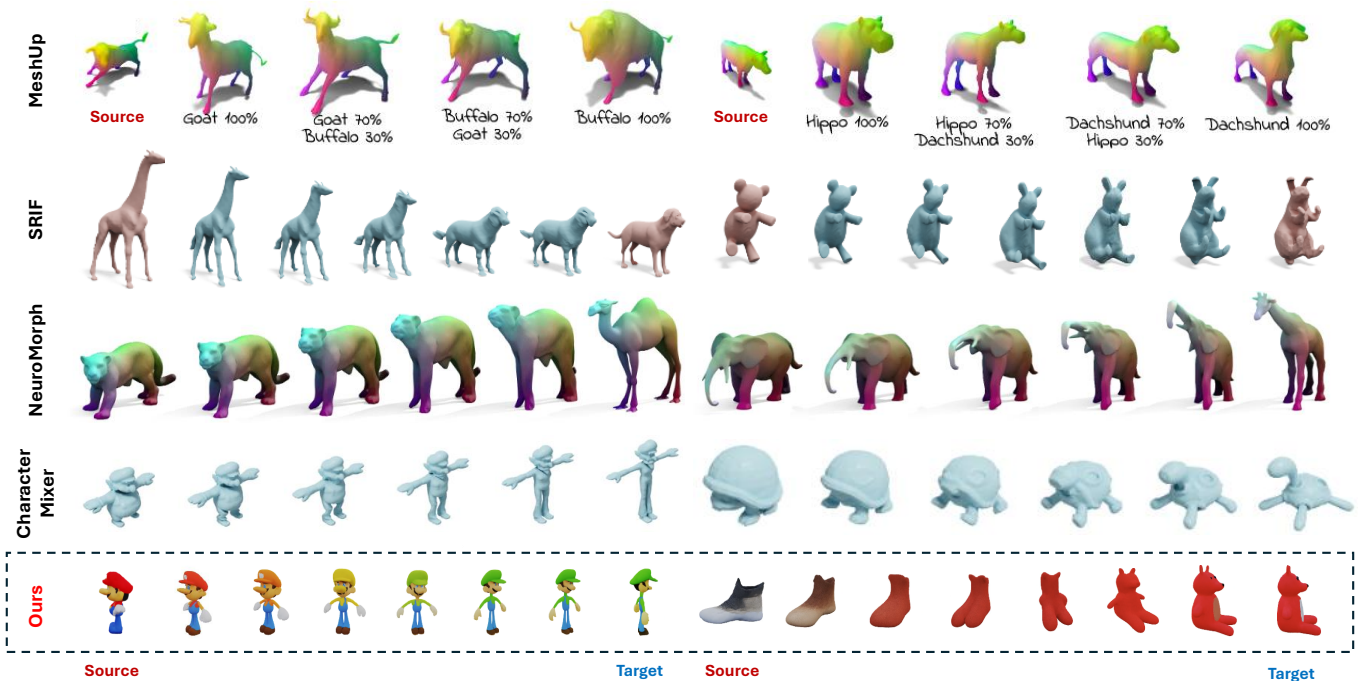 MeshUp
Source
Goat 100%
Goat 70%
Buffalo 30%
Buffalo 70%
Goat 30%
Buffalo 100%
Source
Hippo 100%
Hippo 70%
Dachshund 30%
Dachshund 70%
Hippo 30%
Dachshund 100%
SRIF
NeuroMorph
Character
Mixer
Ours
Source
Target
Source
Target